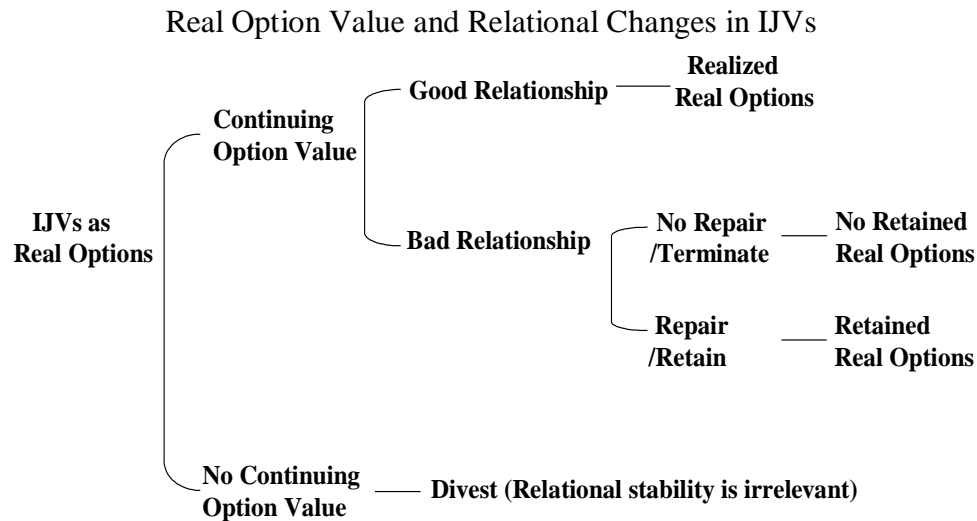 Real Option Value and Relational Changes in IJVs
Good Relationship
Realized
Real Options
Continuing
Option Value
IJVs as
Real Options
Bad Relationship
No Repair
/Terminate
No Retained
Real Options
Repair
/Retain
Retained
Real Options
No Continuing
Option Value
Divest (Relational stability is irrelevant)